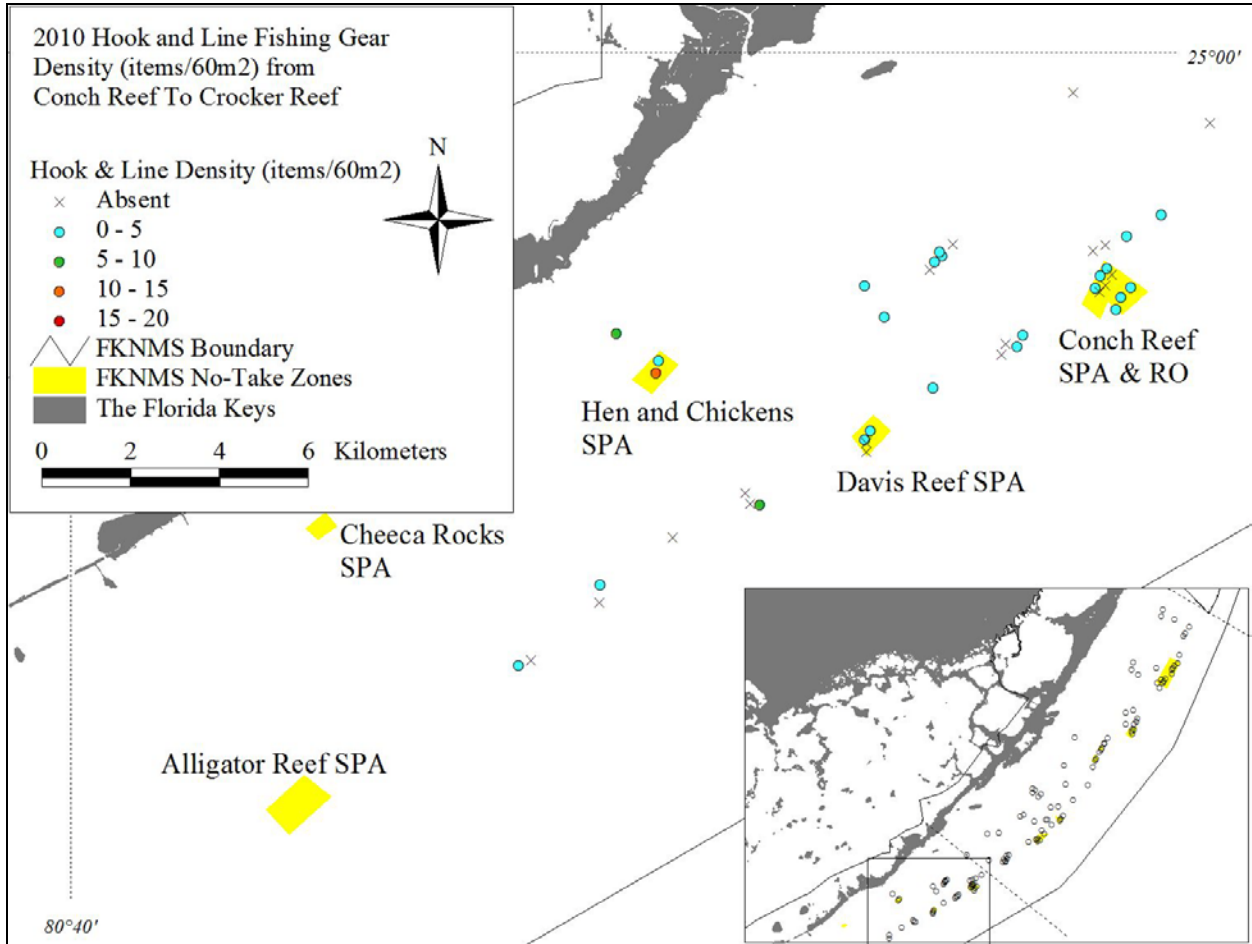 2010 Hook and Line Fishing Gear
Density (items/60m2) from
Conch Reef To Crocker Reef
N
Hook & Line Density (items/60m2)
Absent
0 - 5
5 - 10
10 - 15
15 - 20
FKNMS Boundary
FKNMS No-Take Zones
The Florida Keys
0 2 4 6 Kilometers
25°00'
Conch Reef
SPA & RO
Hen and Chickens
SPA
Davis Reef SPA
Cheeca Rocks
SPA
Alligator Reef SPA
80°40'